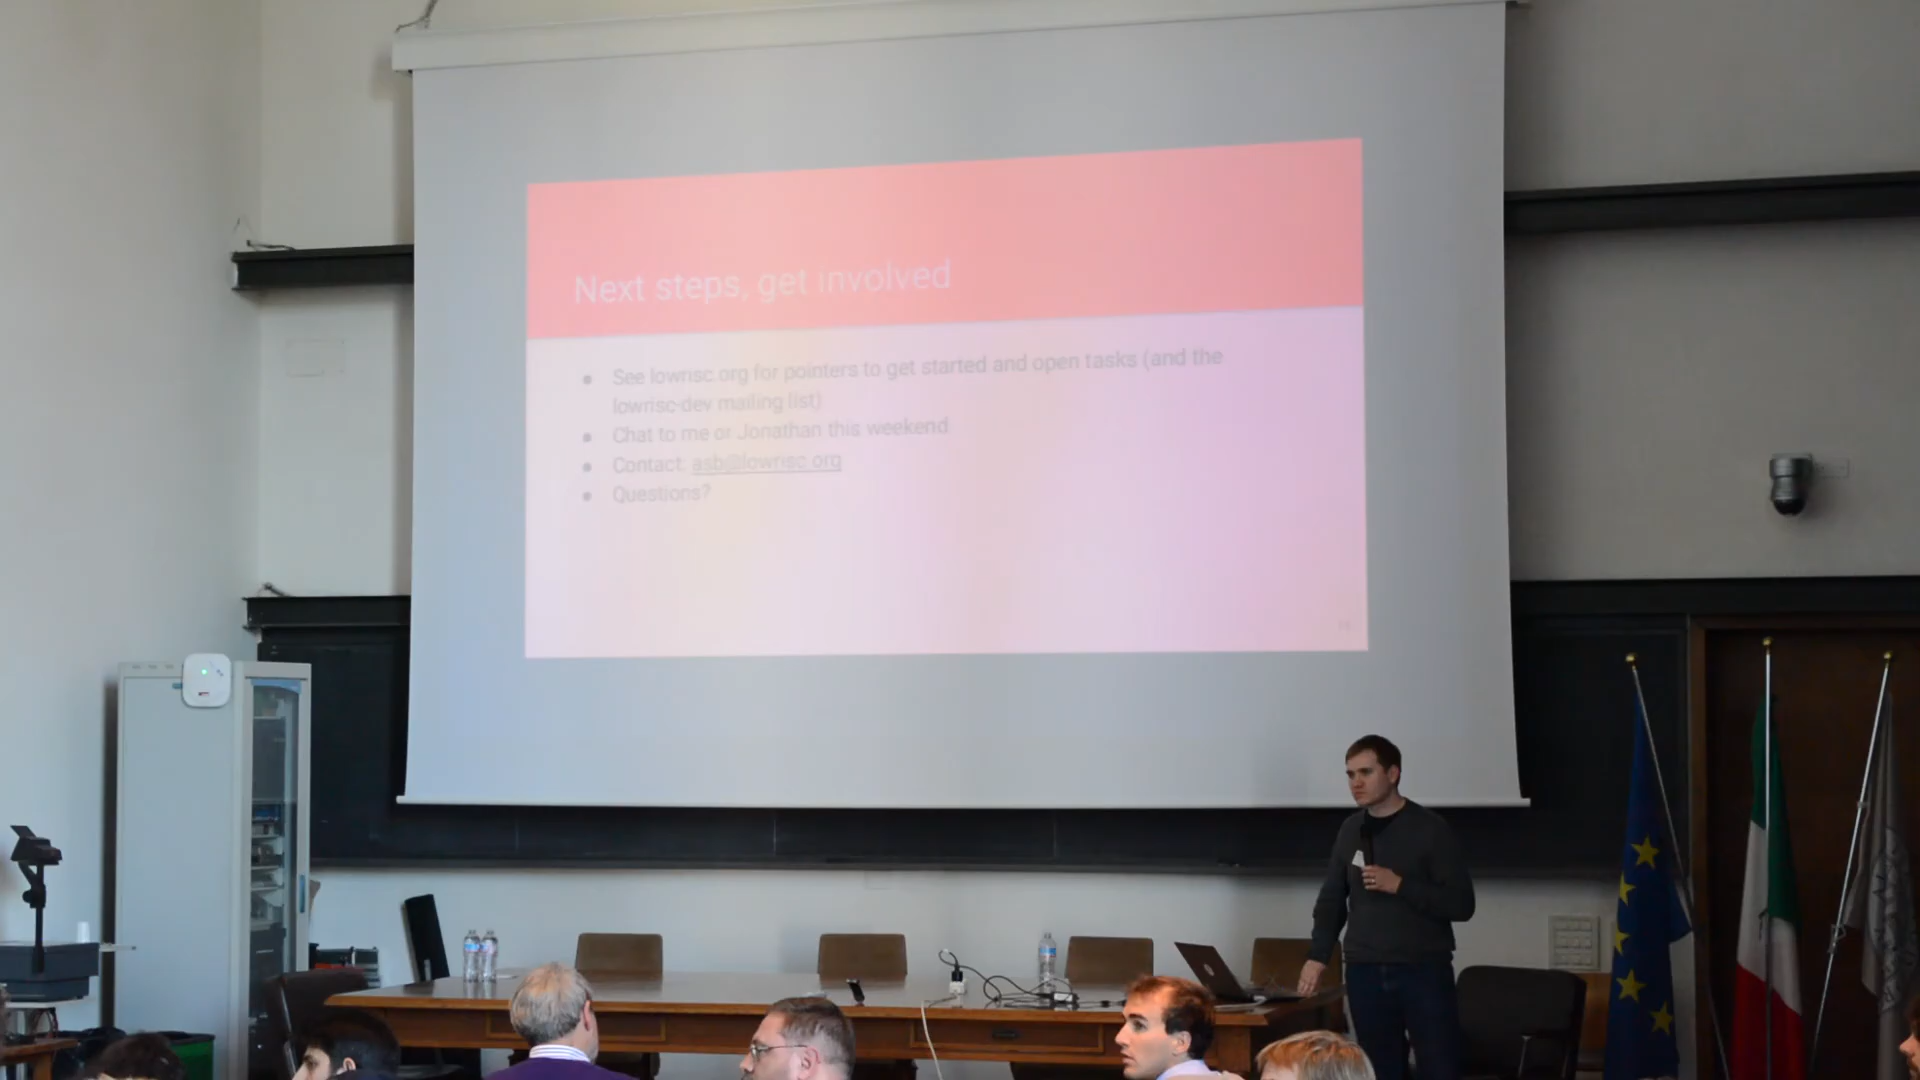 Next steps, get involved
● See lowrisc.org for pointers to get started and open tasks (and the
lowrisc-dev mailing list)
● Chat to me or Jonathan this weekend
● Contact: asb@lowrisc.org
● Questions?